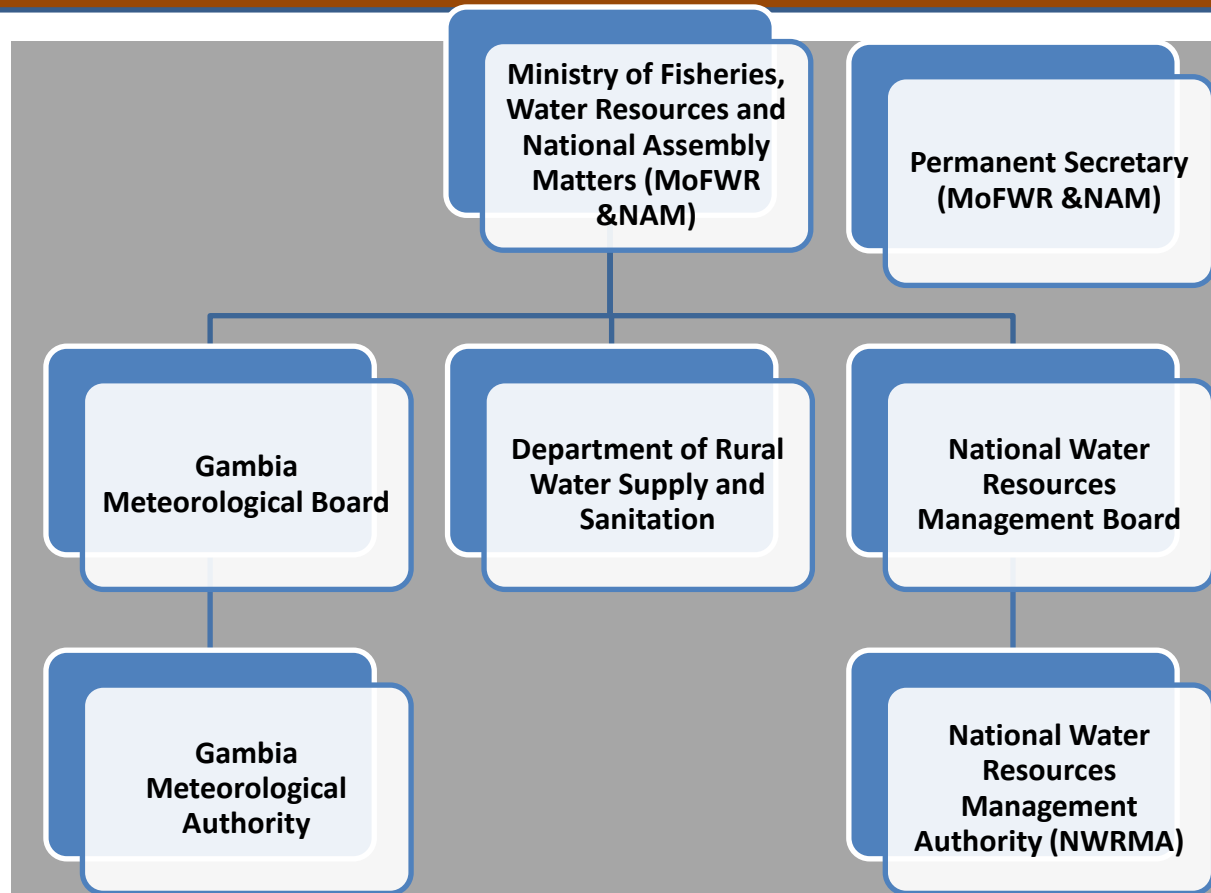 Ministry of Fisheries,
Water Resources and
National Assembly
Matters (MoFWR
&NAM)
Permanent Secretary
(MoFWR &NAM)
Gambia
Meteorological Board
Department of Rural
Water Supply and
Sanitation
National Water
Resources
Management Board
Gambia
Meteorological
Authority
National Water
Resources
Management
Authority (NWRMA)